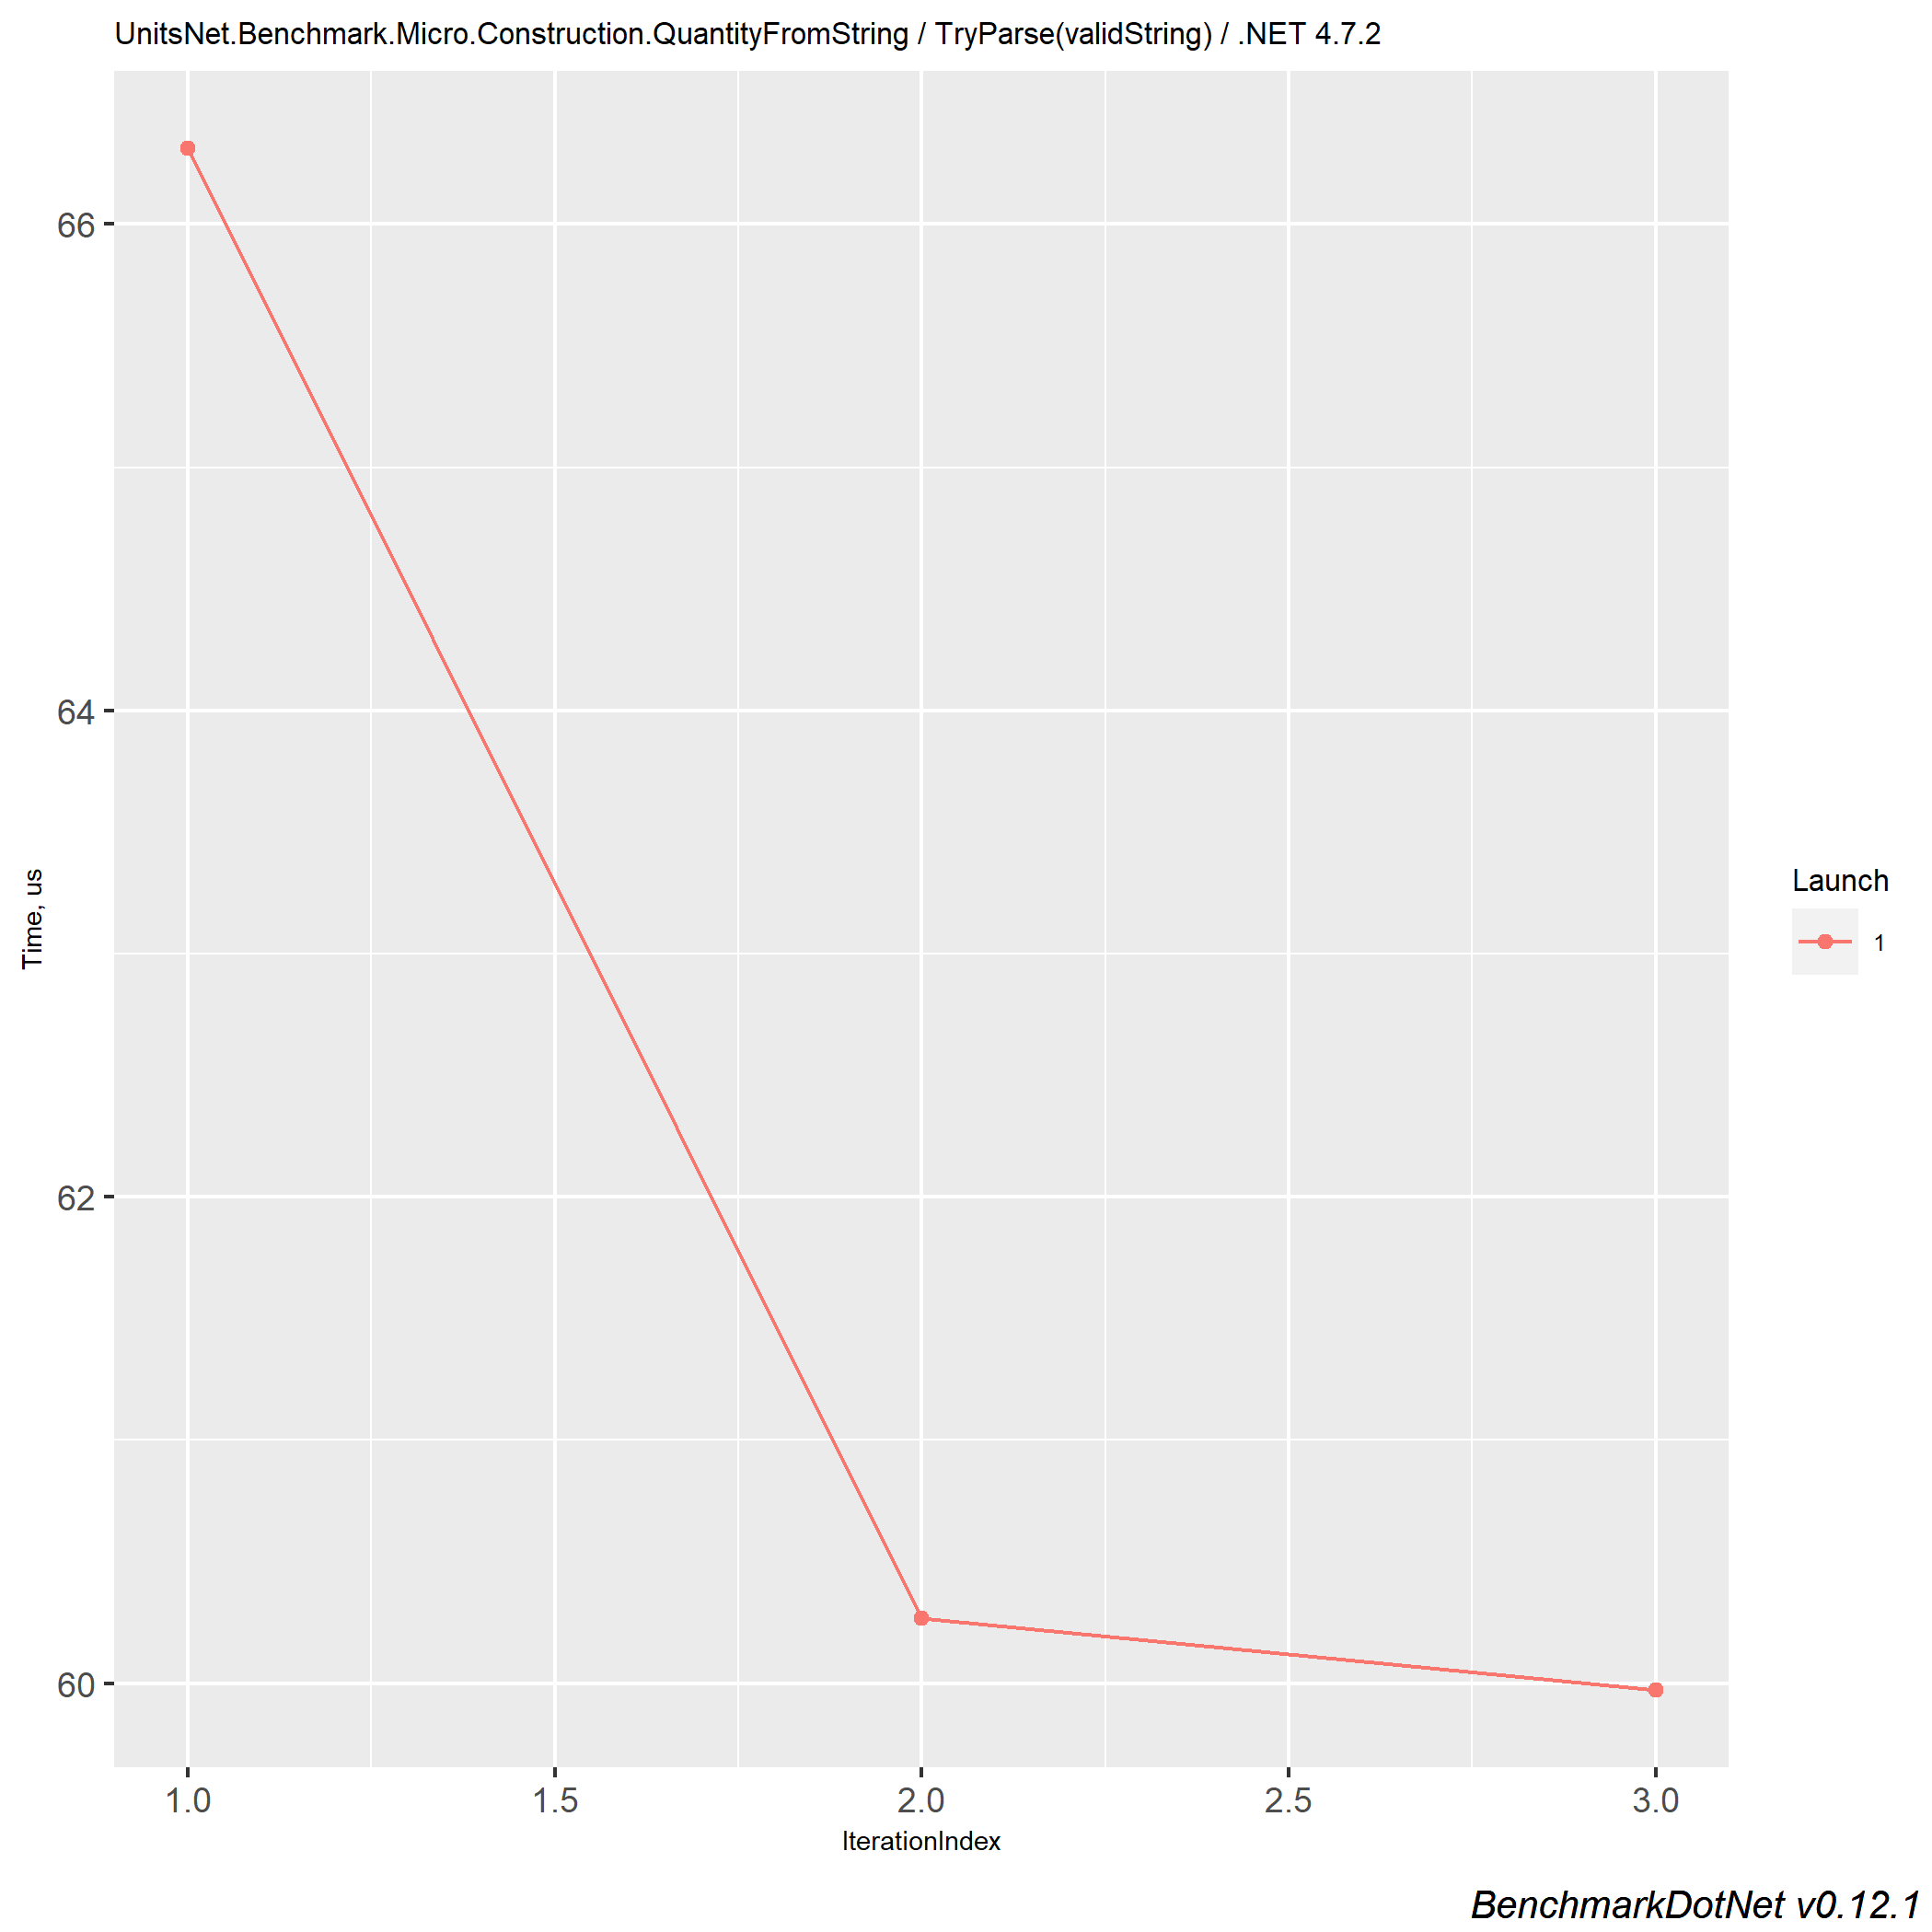 UnitsNet.Benchmark.Micro.Construction.QuantityFromString / TryParse(validString) / .NET 4.7.2
66
64
62
60
Time, us
1.0 1.5 2.0 2.5 3.0
IterationIndex
Launch
1
BenchmarkDotNet v0.12.1